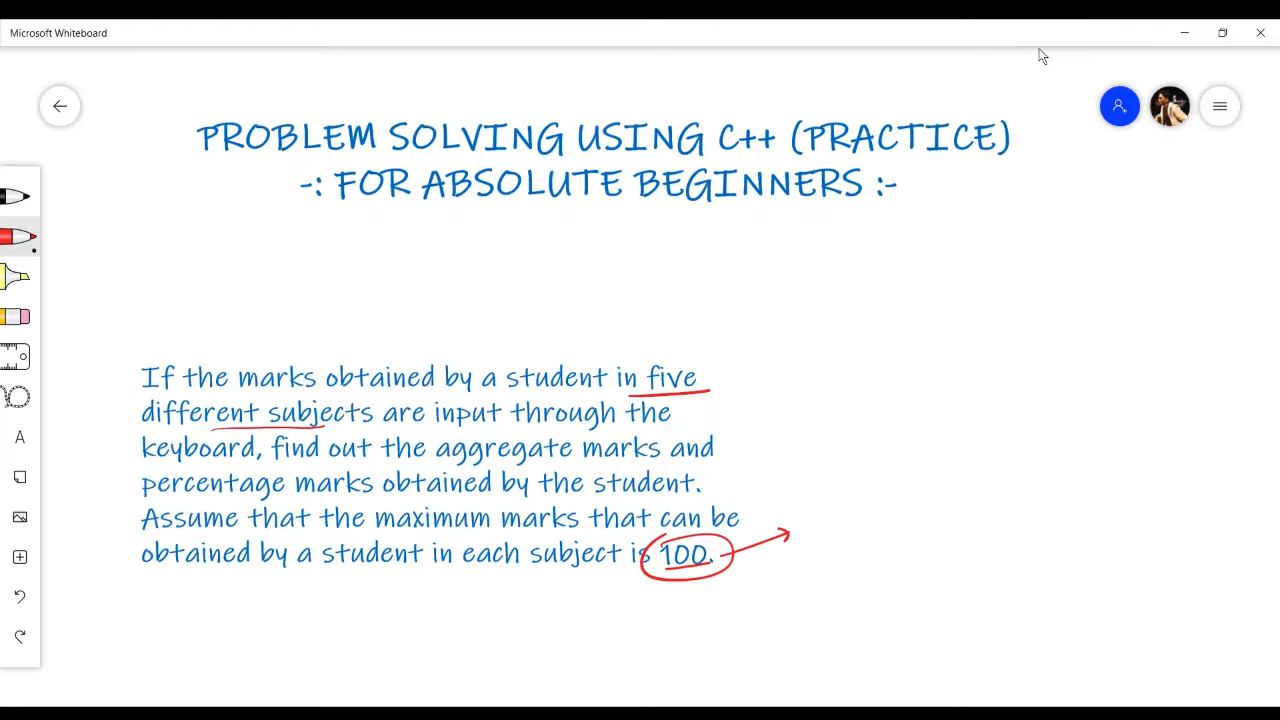 Microsoft Whiteboard
PROBLEM SOLVING USING C++ (PRACTICE)
-: FOR ABSOLUTE BEGINNERS :-
If the marks obtained by a student in five
different subjects are input through the
keyboard, find out the aggregate marks and
percentage marks obtained by the student.
Assume that the maximum marks that can be
obtained by a student in each subject is 100.
A